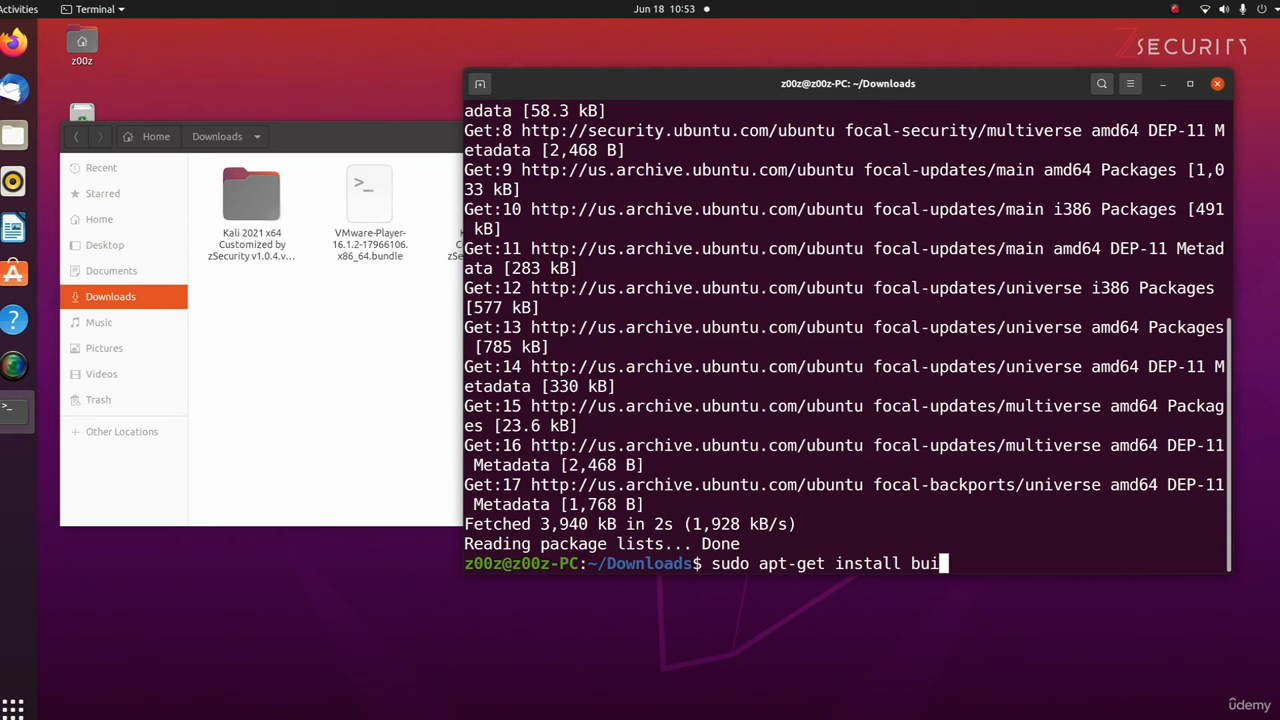 Activities
Terminal
Jun 18 10:53
z00z
ZSECURITY
Home
Downloads
Recent
Starred
Home
Desktop
Documents
Downloads
Music
Pictures
Videos
Trash
+ Other Locations
Kali 2021 x64
Customized by
zSecurity v1.0.4.v...
>_
VMware-Player-
16.1.2-17966106.
x86_64.bundle
z00z@z00z-PC: ~/Downloads
adata [58.3 kB]
Get:8 http://security.ubuntu.com/ubuntu focal-security/multiverse amd64 DEP-11 M
etadata [2,468 B]
Get:9 http://us.archive.ubuntu.com/ubuntu focal-updates/main amd64 Packages [1,0
33 kB]
Get:10 http://us.archive.ubuntu.com/ubuntu focal-updates/main i386 Packages [491
 kB]
Get:11 http://us.archive.ubuntu.com/ubuntu focal-updates/main amd64 DEP-11 Metad
ata [283 kB]
Get:12 http://us.archive.ubuntu.com/ubuntu focal-updates/universe i386 Packages
[577 kB]
Get:13 http://us.archive.ubuntu.com/ubuntu focal-updates/universe amd64 Packages
 [785 kB]
Get:14 http://us.archive.ubuntu.com/ubuntu focal-updates/universe amd64 DEP-11 M
etadata [330 kB]
Get:15 http://us.archive.ubuntu.com/ubuntu focal-updates/multiverse amd64 Packag
es [23.6 kB]
Get:16 http://us.archive.ubuntu.com/ubuntu focal-updates/multiverse amd64 DEP-11
 Metadata [2,468 B]
Get:17 http://us.archive.ubuntu.com/ubuntu focal-backports/universe amd64 DEP-11
 Metadata [1,768 B]
Fetched 3,940 kB in 2s (1,928 kB/s)
Reading package lists... Done
z00z@z00z-PC:~/Downloads$ sudo apt-get install bui
udemy